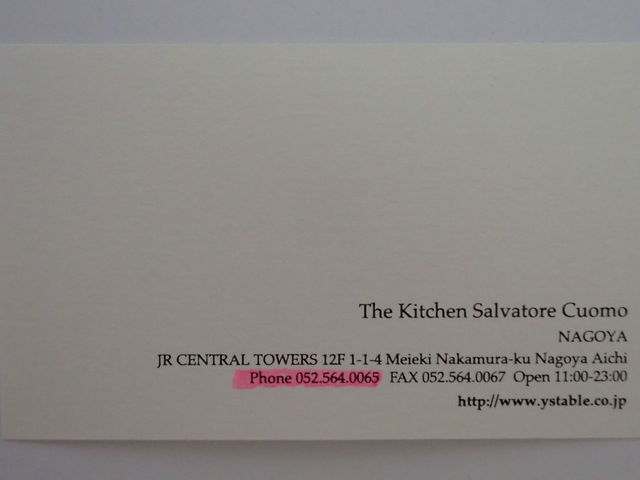 The Kitchen Salvatore Cuomo
NAGOYA
JR CENTRAL TOWERS 12F 1-1-4 Meieki Nakamura-ku Nagoya Aichi
Phone 052.564.0065 FAX 052.564.0067 Open 11:00-23:00
http://www.ystable.co.jp